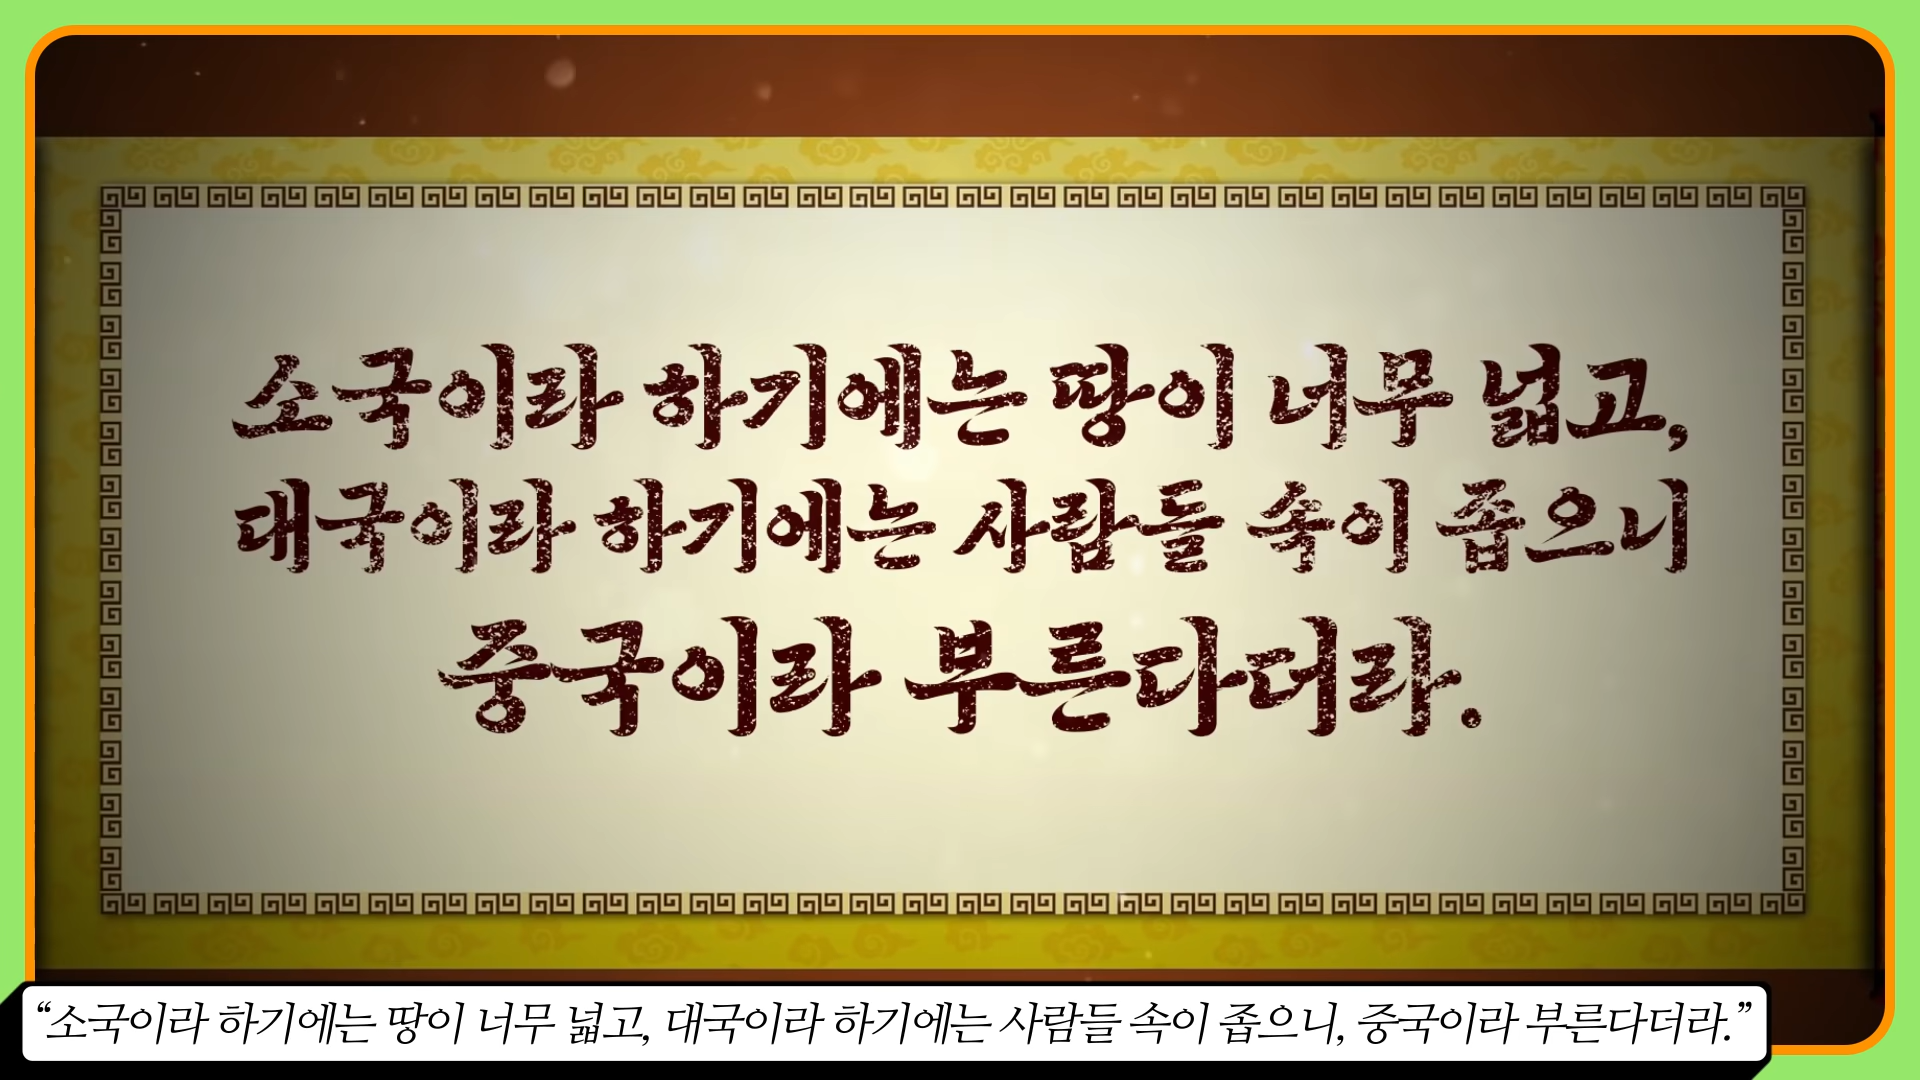 소국이라 하기에는 땅이 너무 넓고,
대국이라 하기에는 사람들 속이 좁으니
중국이라 부른다더라.
“소국이라 하기에는 땅이 너무 넓고, 대국이라 하기에는 사람들 속이 좁으니, 중국이라 부른다더라.”